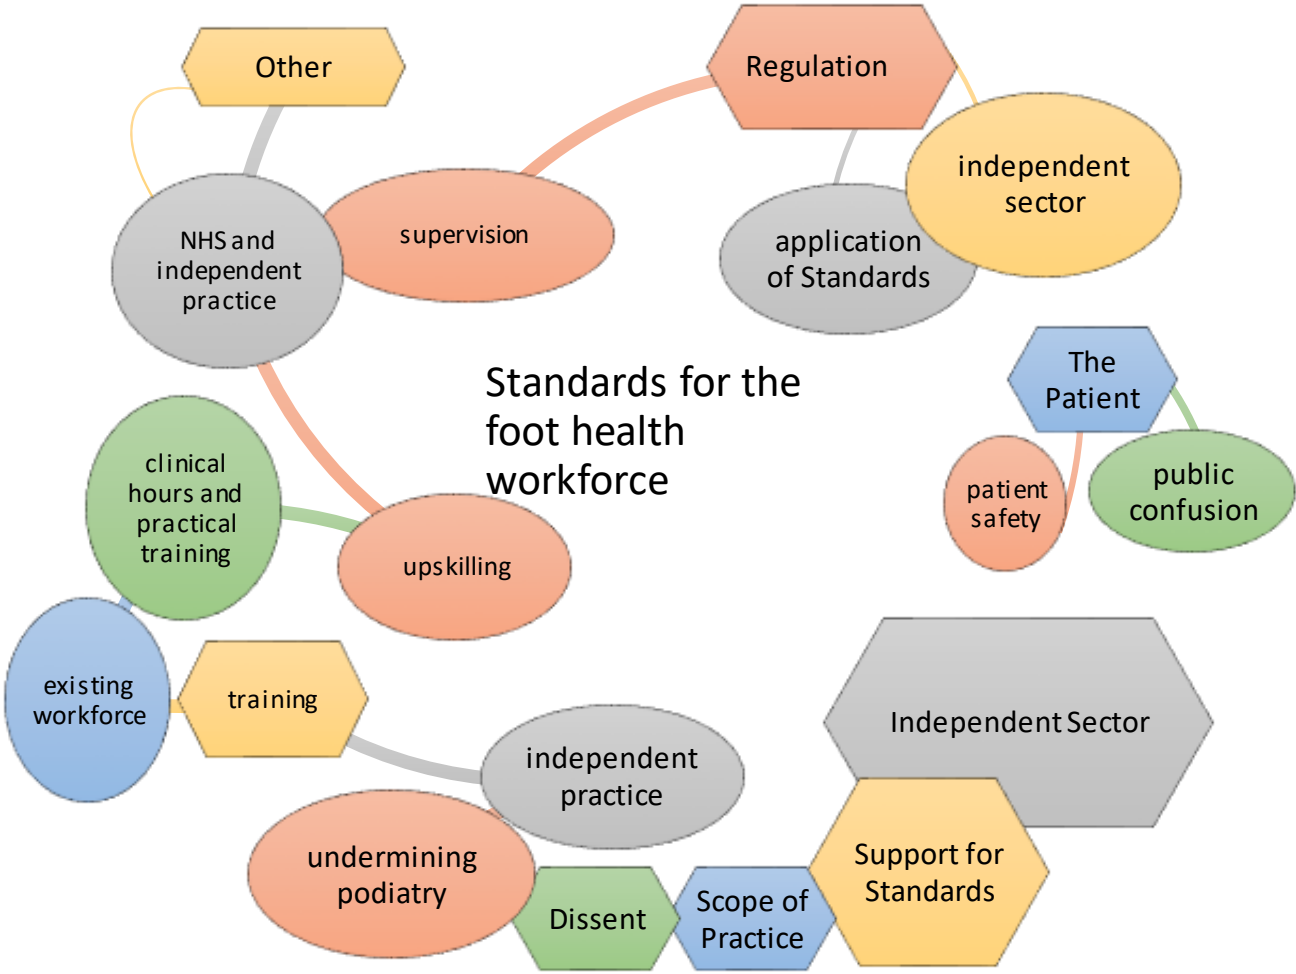 Other
Regulation
independent
sector
supervision
NHS and
independent
practice
application
of Standards
The
Patient
Standards for the
foot health
workforce
clinical
hours and
practical
training
patient
safety
public
confusion
upskilling
existing
workforce
training
Independent Sector
independent
practice
undermining
podiatry
Support for
Standards
Dissent
Scope of
Practice